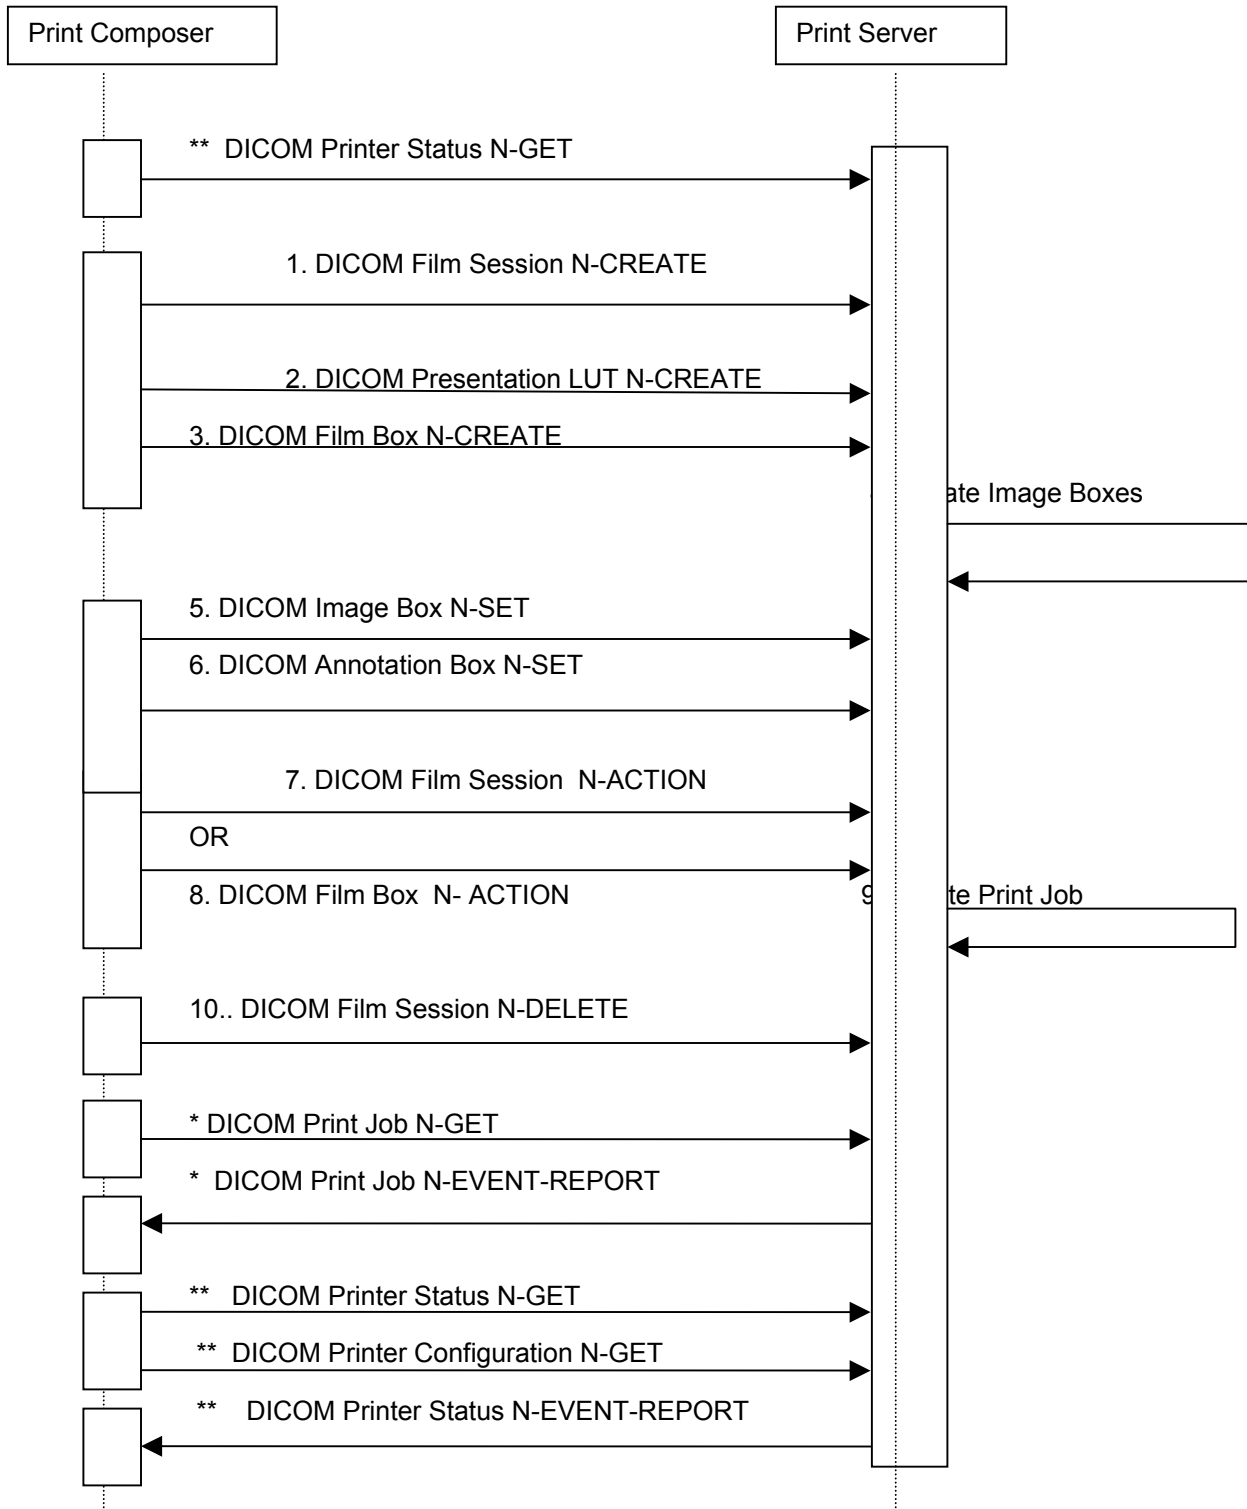 Print Composer
Print Server
** DICOM Printer Status N-GET
1. DICOM Film Session N-CREATE
2. DICOM Presentation LUT N-CREATE
3. DICOM Film Box N-CREATE
Image Boxes
5. DICOM Image Box N-SET
6. DICOM Annotation Box N-SET
7. DICOM Film Session N-ACTION
OR
8. DICOM Film Box N- ACTION
Print Job
10.. DICOM Film Session N-DELETE
* DICOM Print Job N-GET
* DICOM Print Job N-EVENT-REPORT
** DICOM Printer Status N-GET
** DICOM Printer Configuration N-GET
** DICOM Printer Status N-EVENT-REPORT